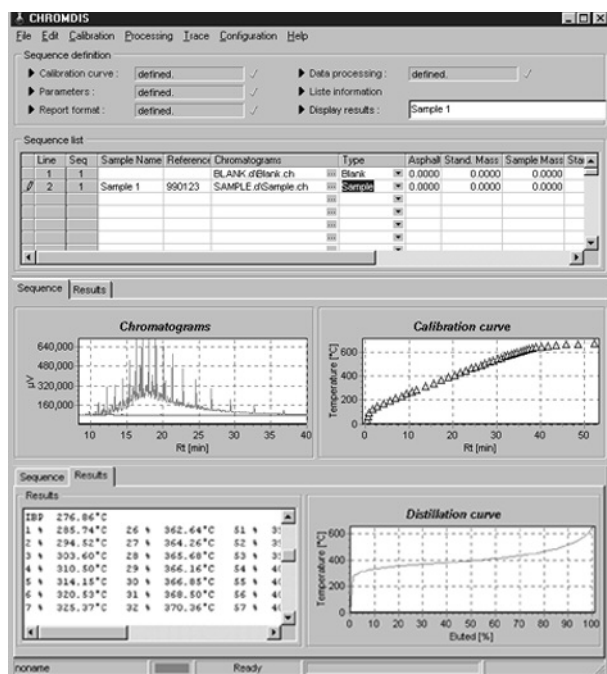 CHROMDIS
File Edit Calibration Processing Trace Configuration Help
Sequence definition
Calibration curve : defined. Data processing : defined.
Parameters : defined. Liste information
Report format : defined. Display results : Sample 1
Sequence list
Line Seq Sample Name Reference Chromatograms Type Asphalt Stand. Mass Sample Mass Sta
1 1 BLANK.d\Blank.ch Blank 0.0000 0.0000 0.0000
2 1 Sample 1 990123 SAMPLE.d\Sample.ch Sample 0.0000 0.0000 0.0000
Sequence Results
Chromatograms
µV
640,000
480,000
320,000
160,000
10 15 20 25 30 35 40
Rt [min]
Calibration curve
Temperature [°C]
600
400
200
0
0 10 20 30 40 50
Rt [min]
Sequence Results
Results
IBP 276.86°C
1 % 285.74°C 26 % 362.64°C 51 %
2 % 294.52°C 27 % 364.26°C 52 %
3 % 303.60°C 28 % 365.68°C 53 %
4 % 310.50°C 29 % 366.16°C 54 %
5 % 314.15°C 30 % 366.85°C 55 %
6 % 320.53°C 31 % 368.50°C 56 %
7 % 325.37°C 32 % 370.36°C 57 %
Distillation curve
Temperature [°C]
600
400
200
0
0 10 20 30 40 50 60 70 80 90 100
Eluted [%]
noname Ready